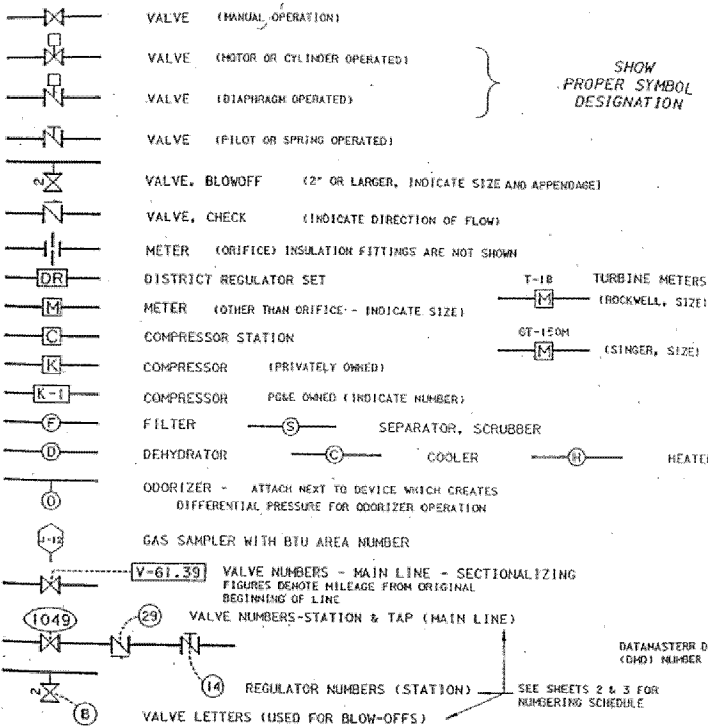 VALVE (MANUAL OPERATION)
VALVE (MOTOR OR CYLINDER OPERATED)
SHOW
PROPER SYMBOL
DESIGNATION
VALVE (DIAPHRAGM OPERATED)
VALVE (PILOT OR SPRING OPERATED)
2 VALVE, BLOWOFF (2" OR LARGER, INDICATE SIZE AND APPENDAGE)
VALVE, CHECK (INDICATE DIRECTION OF FLOW)
METER (ORIFICE) INSULATION FITTINGS ARE NOT SHOWN
DR DISTRICT REGULATOR SET
T-18 TURBINE METERS
M METER (OTHER THAN ORIFICE - INDICATE SIZE)
M (ROCKWELL, SIZE)
C COMPRESSOR STATION
GT-150M
M (SINGER, SIZE)
K COMPRESSOR (PRIVATELY OWNED)
K-1 COMPRESSOR PG&E OWNED (INDICATE NUMBER)
F FILTER S SEPARATOR, SCRUBBER
D DEHYDRATOR C COOLER H HEATE
O ODORIZER - ATTACH NEXT TO DEVICE WHICH CREATES
DIFFERENTIAL PRESSURE FOR ODORIZER OPERATION
J-12 GAS SAMPLER WITH BTU AREA NUMBER
V-61.39 VALVE NUMBERS - MAIN LINE - SECTIONALIZING
FIGURES DENOTE MILEAGE FROM ORIGINAL
BEGINNING OF LINE
1049 29 VALVE NUMBERS-STATION & TAP (MAIN LINE)
DATAMASTERR D
(DMD) NUMBER
14 REGULATOR NUMBERS (STATION)
SEE SHEETS 2 & 3 FOR
NUMBERING SCHEDULE
2 B VALVE LETTERS (USED FOR BLOW-OFFS)